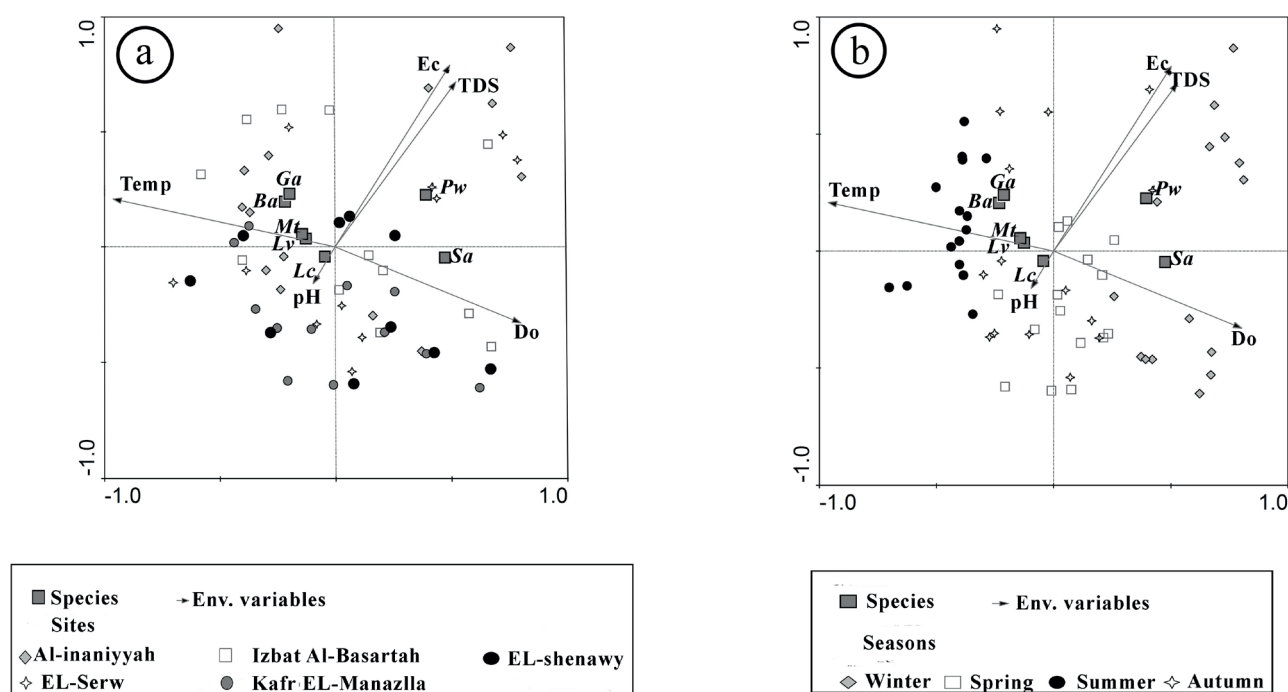 a
1.0
Ec
TDS
Temp
Ga
Ba
Pw
Mt
Lv
Sa
Lc
pH
Do
-1.0
-1.0
1.0
Species
Env. variables
Sites
Al-inaniyyah
Izbat Al-Basartah
EL-shenawy
EL-Serw
Kafr EL-Manazlla
b
1.0
Ec
TDS
Temp
Ga
Ba
Pw
Mt
Lv
Sa
Lc
pH
Do
-1.0
-1.0
1.0
Species
Env. variables
Seasons
Winter
Spring
Summer
Autumn